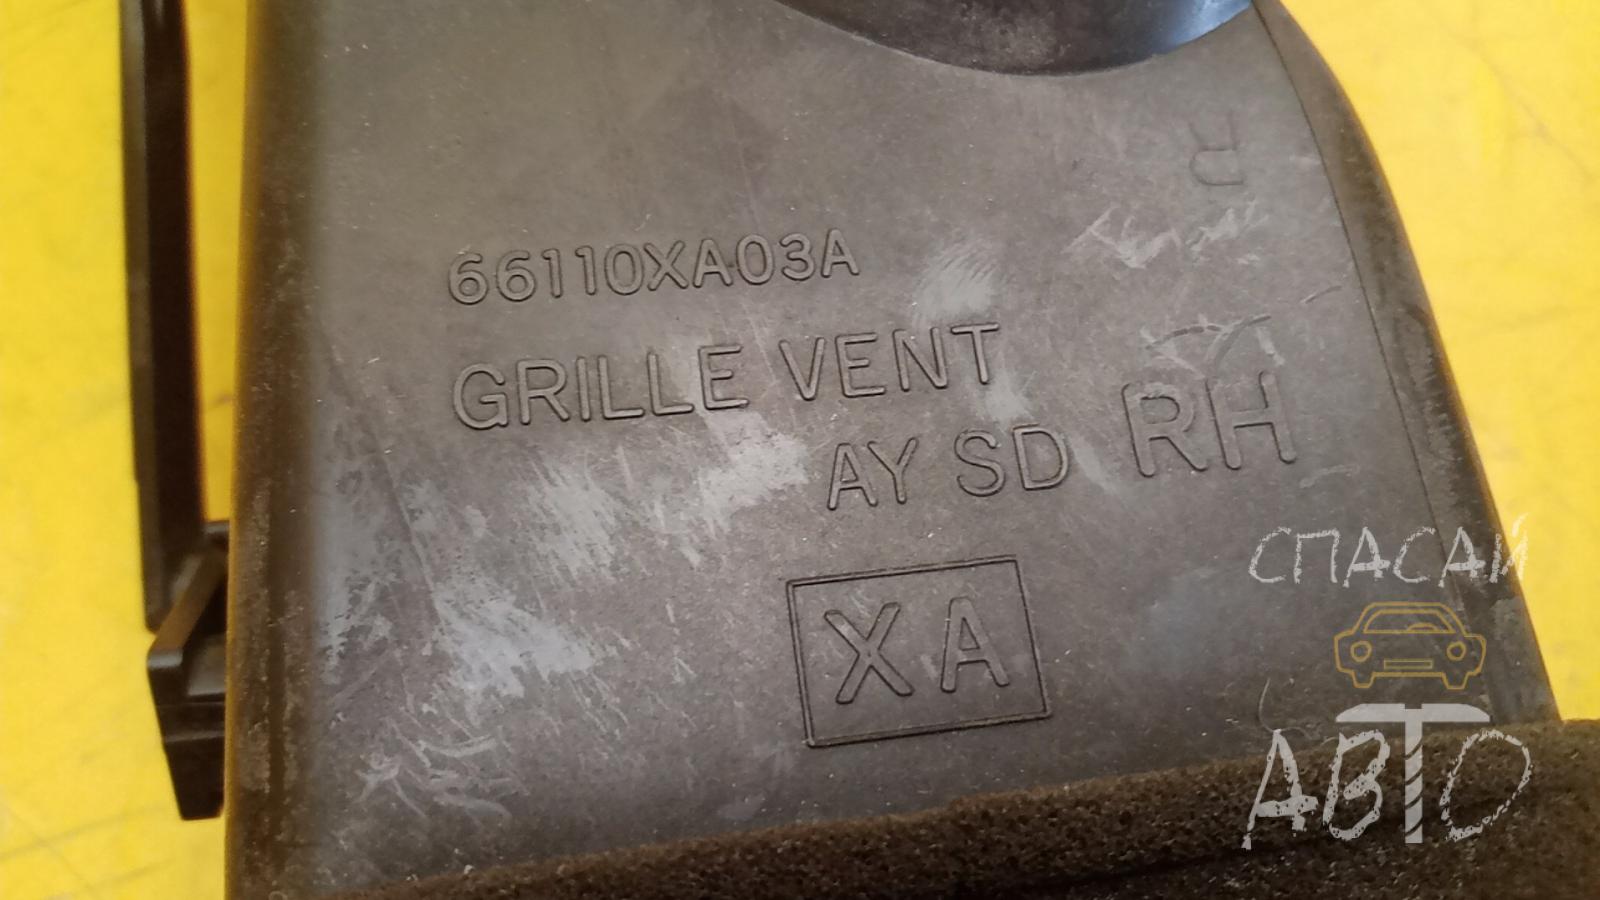 R
66110XA03A
GRILLE VENT
AY SD RH
XA
СПАСАЙ
АВТО